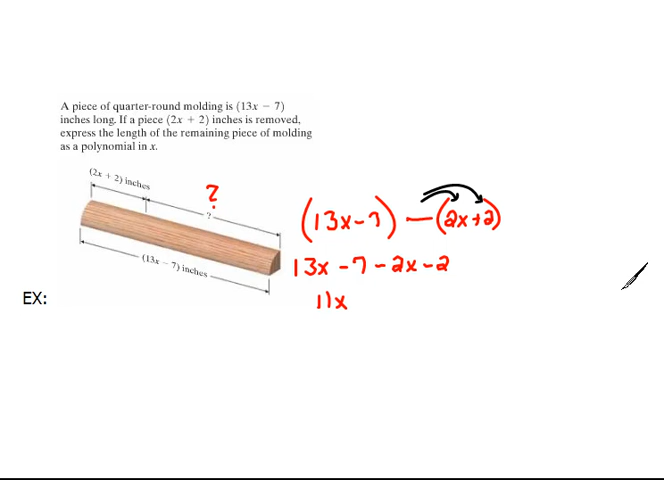 A piece of quarter-round molding is (13x − 7)
inches long. If a piece (2x + 2) inches is removed,
express the length of the remaining piece of molding
as a polynomial in x.
(2x + 2) inches
?
?
(13x − 7) inches
(13x-7) - (2x+2)
13x - 7 - 2x - 2
11x
EX: